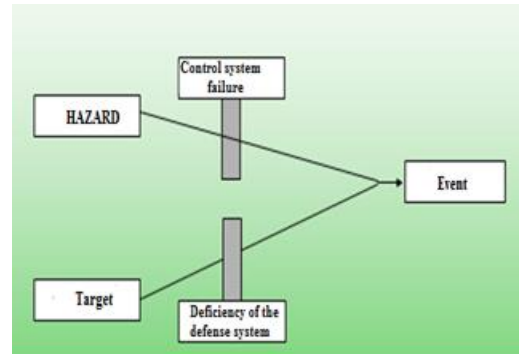 Control system
failure
HAZARD
Event
Target
Deficiency of the
defense system